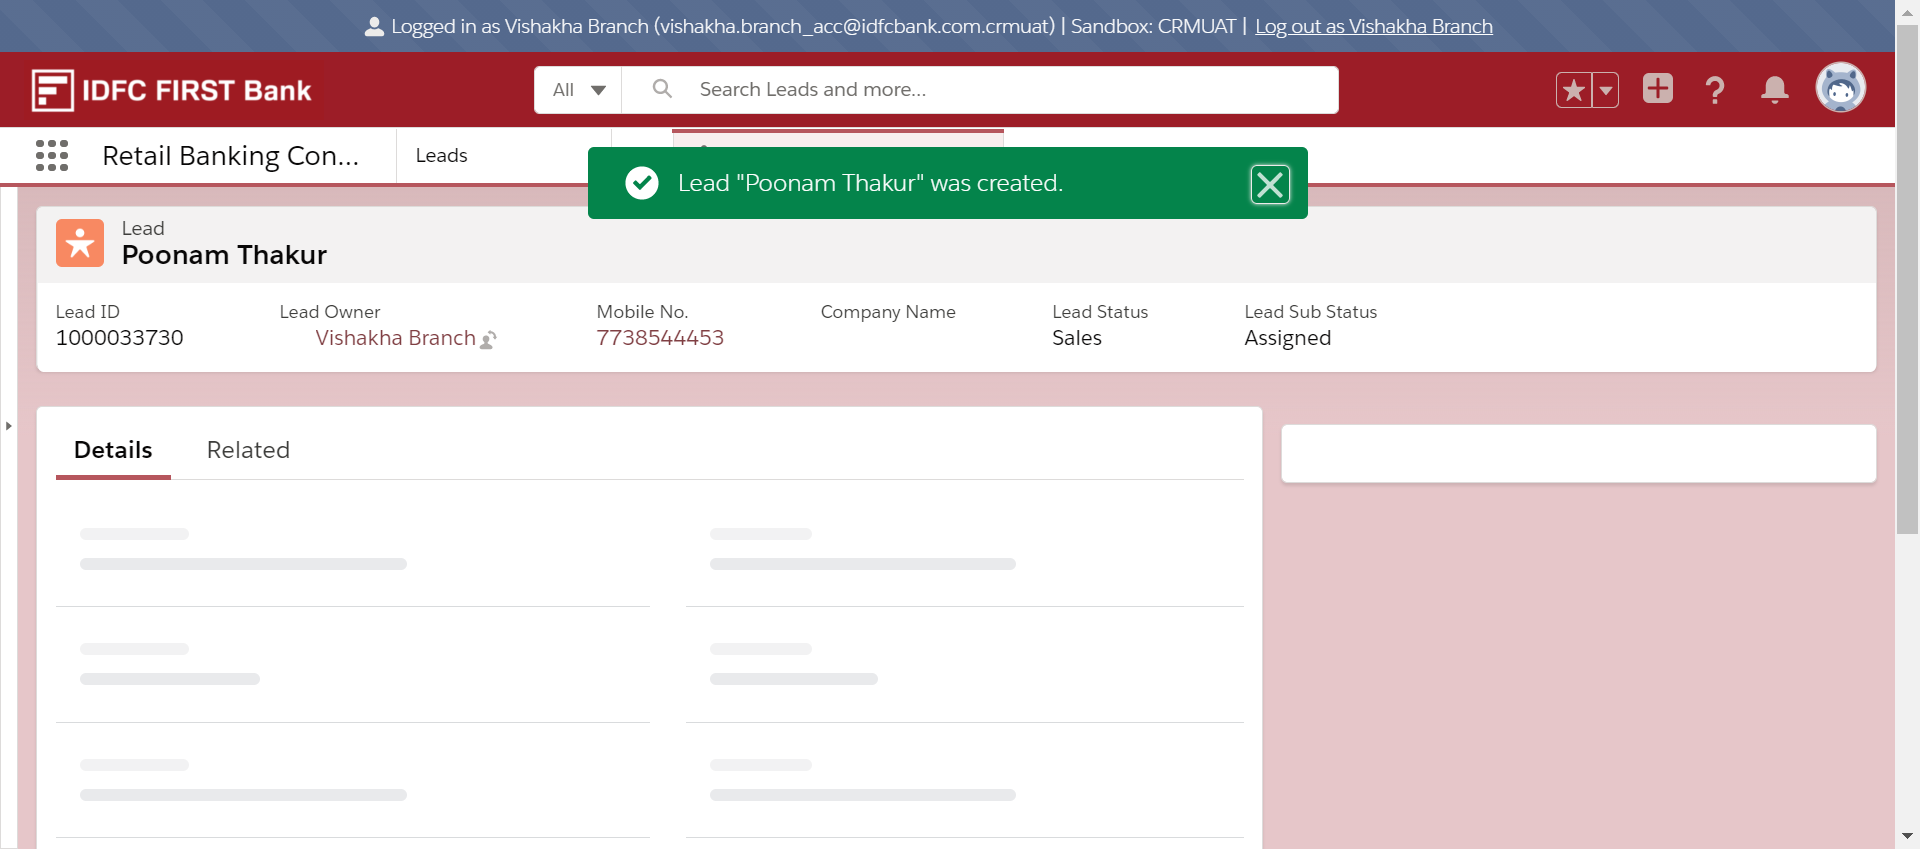 Logged in as Vishakha Branch (vishakha.branch_acc@idfcbank.com.crmuat) | Sandbox: CRMUAT | Log out as Vishakha Branch
IDFC FIRST Bank
All
Search Leads and more...
Retail Banking Con...
Leads
Lead "Poonam Thakur" was created.
Lead
Poonam Thakur
Lead ID
1000033730
Lead Owner
Vishakha Branch
Mobile No.
7738544453
Company Name
Lead Status
Sales
Lead Sub Status
Assigned
Details
Related